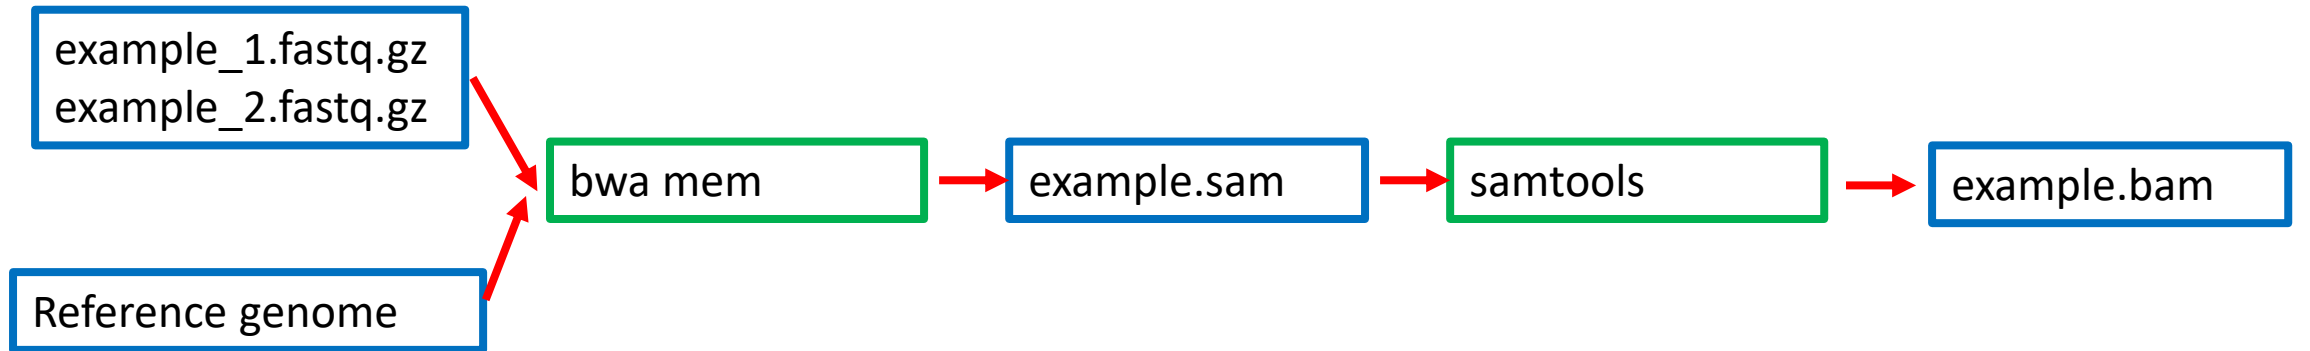 example_1.fastq.gz
example_2.fastq.gz
bwa mem
example.sam
samtools
example.bam
Reference genome